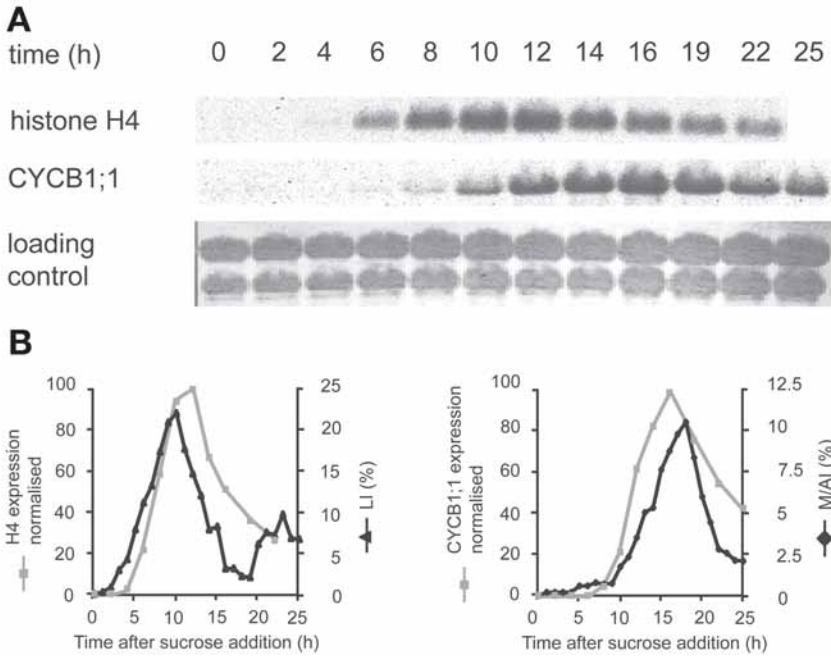 A
time (h) 0 2 4 6 8 10 12 14 16 19 22 25
histone H4
CYCB1;1
loading
control
B
H4 expression
normalised
100
80
60
40
20
0
25
20
15
10
5
0
LI (%)
0 5 10 15 20 25
Time after sucrose addition (h)
CYCB1;1 expression
normalised
100
80
60
40
20
0
12.5
10
7.5
5
2.5
0
M/AI (%)
0 5 10 15 20 25
Time after sucrose addition (h)